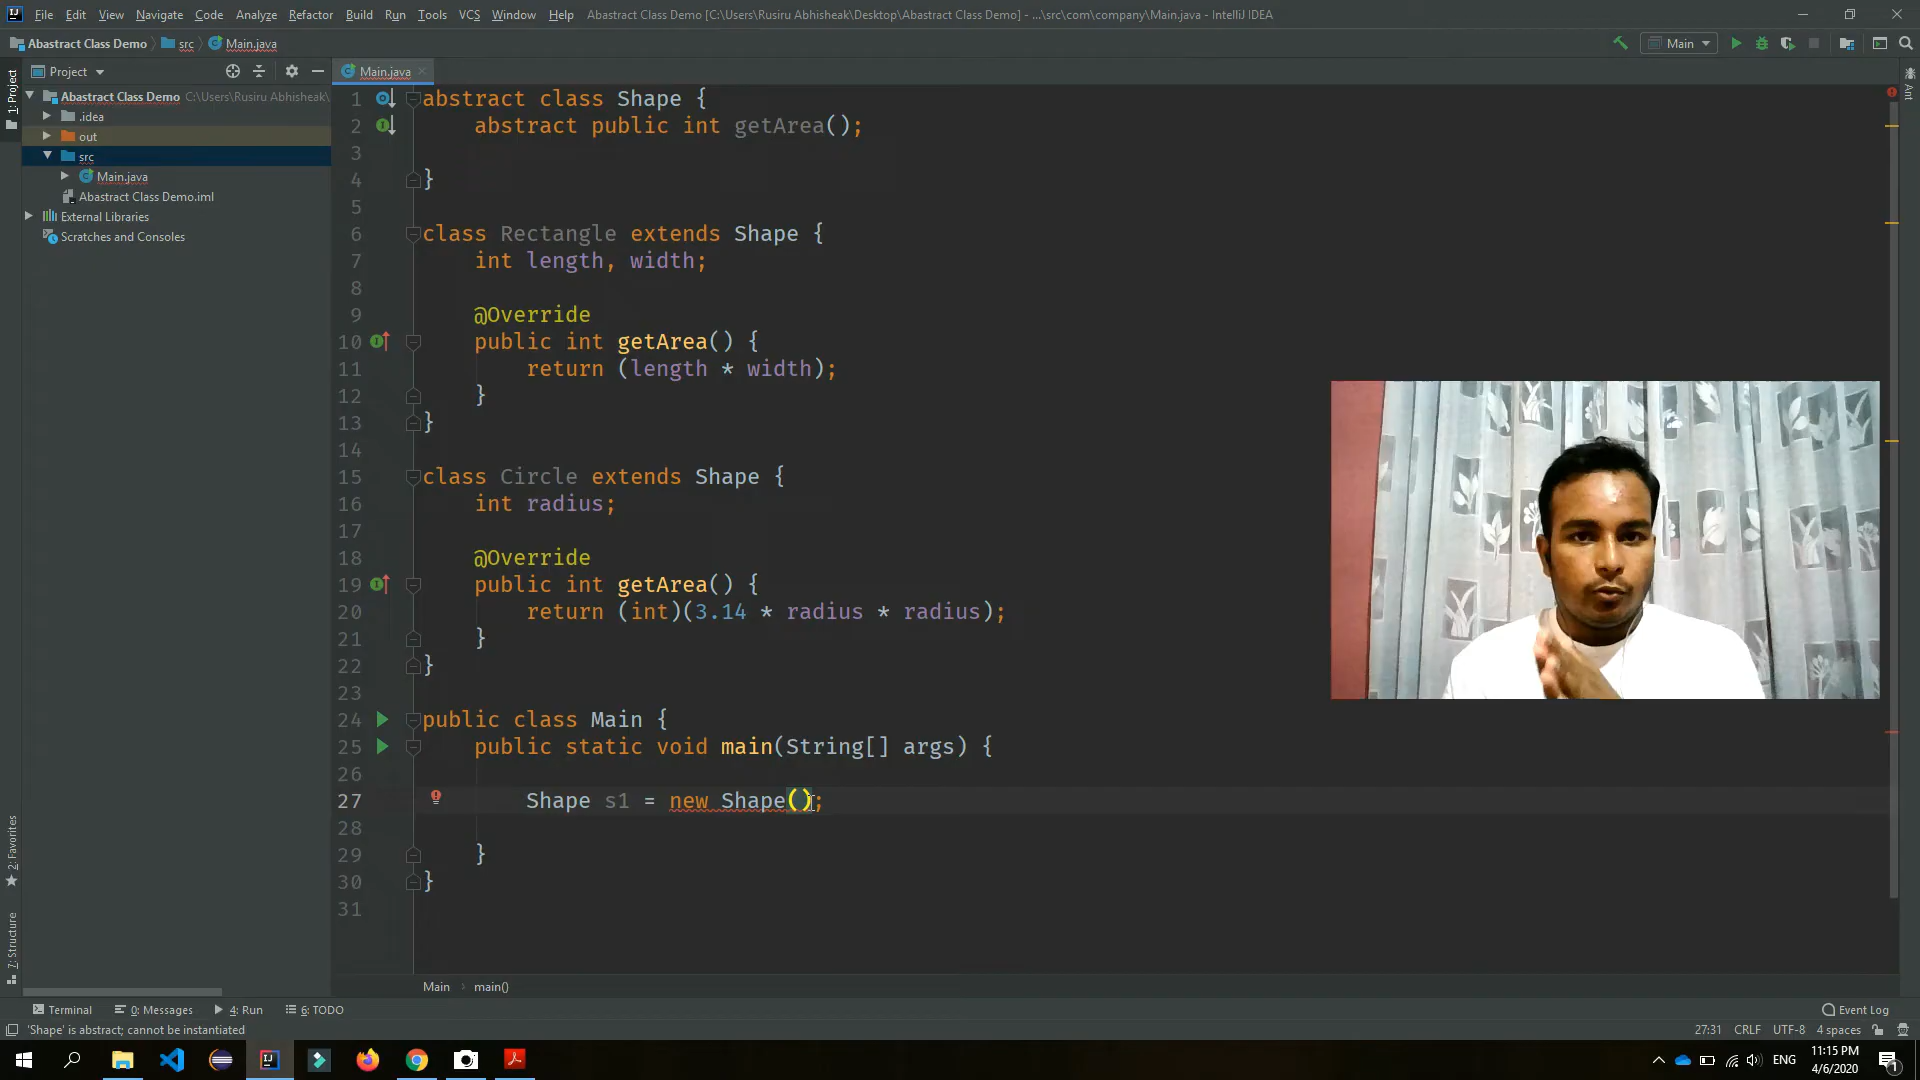 File Edit View Navigate Code Analyze Refactor Build Run Tools VCS Window Help Abastract Class Demo [C:\Users\Rusiru Abhisheak\Desktop\Abastract Class Demo] - ...\src\com\company\Main.java - IntelliJ IDEA
Abastract Class Demo src Main.java Main
Project Main.java
1: Project
Abastract Class Demo C:\Users\Rusiru Abhisheak\
.idea
out
src
Main.java
Abastract Class Demo.iml
External Libraries
Scratches and Consoles
Ant
2: Favorites
7: Structure
1 abstract class Shape {
2 abstract public int getArea();
3
4 }
5
6 class Rectangle extends Shape {
7 int length, width;
8
9 @Override
10 public int getArea() {
11 return (length * width);
12 }
13 }
14
15 class Circle extends Shape {
16 int radius;
17
18 @Override
19 public int getArea() {
20 return (int)(3.14 * radius * radius);
21 }
22 }
23
24 public class Main {
25 public static void main(String[] args) {
26
27 Shape s1 = new Shape();
28
29 }
30 }
31
Main main()
Terminal 0: Messages 4: Run 6: TODO Event Log
'Shape' is abstract; cannot be instantiated 27:31 CRLF UTF-8 4 spaces
ENG 11:15 PM
4/6/2020
1